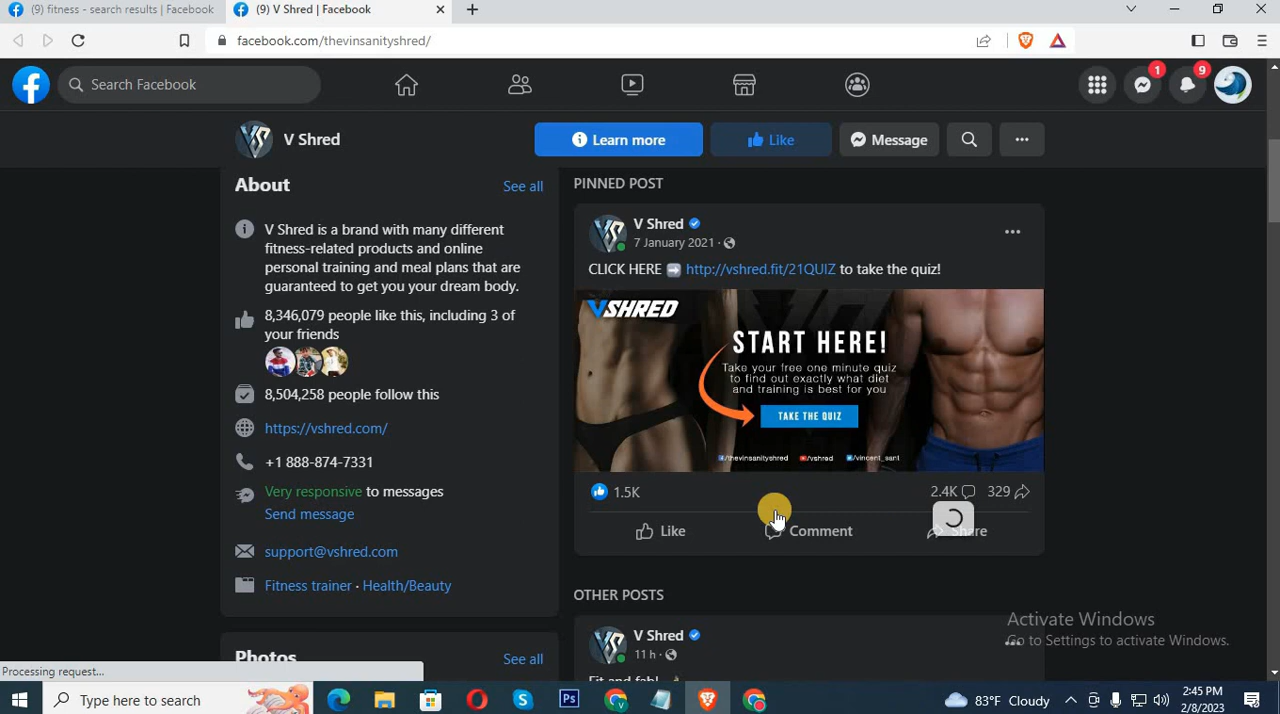 (9) fitness - search results | Facebook
(9) V Shred | Facebook
facebook.com/thevinsanityshred/
Search Facebook
1
9
V Shred
Learn more
Like
Message
About
See all
V Shred is a brand with many different
fitness-related products and online
personal training and meal plans that are
guaranteed to get you your dream body.
8,346,079 people like this, including 3 of
your friends
8,504,258 people follow this
https://vshred.com/
+1 888-874-7331
Very responsive to messages
Send message
support@vshred.com
Fitness trainer · Health/Beauty
Photos
See all
PINNED POST
V Shred
7 January 2021 ·
CLICK HERE ➡ http://vshred.fit/21QUIZ to take the quiz!
VSHRED
START HERE!
Take your free one minute quiz
to find out exactly what diet
and training is best for you
TAKE THE QUIZ
/thevinsanityshred
/vshred
/vincent_sant
1.5K
2.4K
329
Like
Comment
Share
OTHER POSTS
V Shred
11 h ·
Fit and fab!
Activate Windows
Go to Settings to activate Windows.
Processing request...
Type here to search
Ps
83°F Cloudy
2:45 PM
2/8/2023